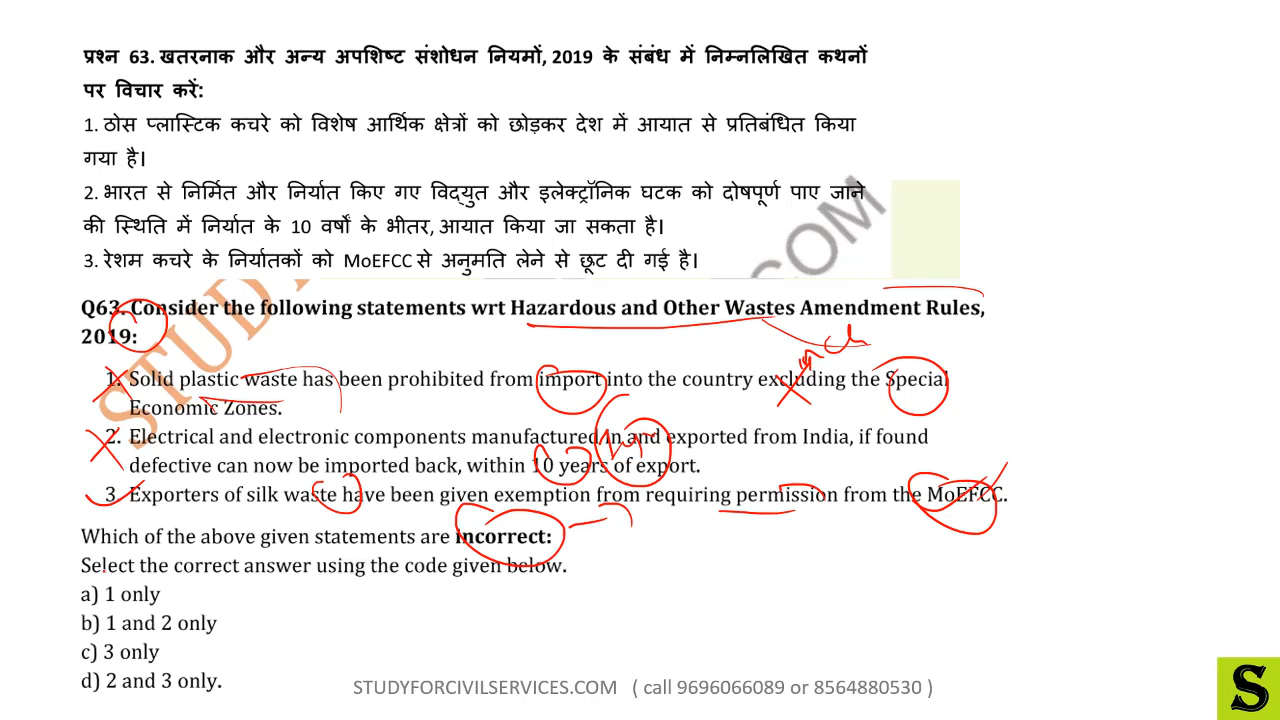 प्रश्न 63. खतरनाक और अन्य अपशिष्ट संशोधन नियमों, 2019 के संबंध में निम्नलिखित कथनों
पर विचार करें:
1. ठोस प्लास्टिक कचरे को विशेष आर्थिक क्षेत्रों को छोड़कर देश में आयात से प्रतिबंधित किया
गया है।
2. भारत से निर्मित और निर्यात किए गए विद्युत और इलेक्ट्रॉनिक घटक को दोषपूर्ण पाए जाने
की स्थिति में निर्यात के 10 वर्षों के भीतर, आयात किया जा सकता है।
3. रेशम कचरे के निर्यातकों को MoEFCC से अनुमति लेने से छूट दी गई है।
Q63. Consider the following statements wrt Hazardous and Other Wastes Amendment Rules,
2019:
1. Solid plastic waste has been prohibited from import into the country excluding the Special
Economic Zones.
2. Electrical and electronic components manufactured in and exported from India, if found
defective can now be imported back, within 10 years of export.
3. Exporters of silk waste have been given exemption from requiring permission from the MoEFCC.
Which of the above given statements are incorrect:
Select the correct answer using the code given below.
a) 1 only
b) 1 and 2 only
c) 3 only
d) 2 and 3 only.
STUDYFORCIVILSERVICES.COM ( call 9696066089 or 8564880530 )
S